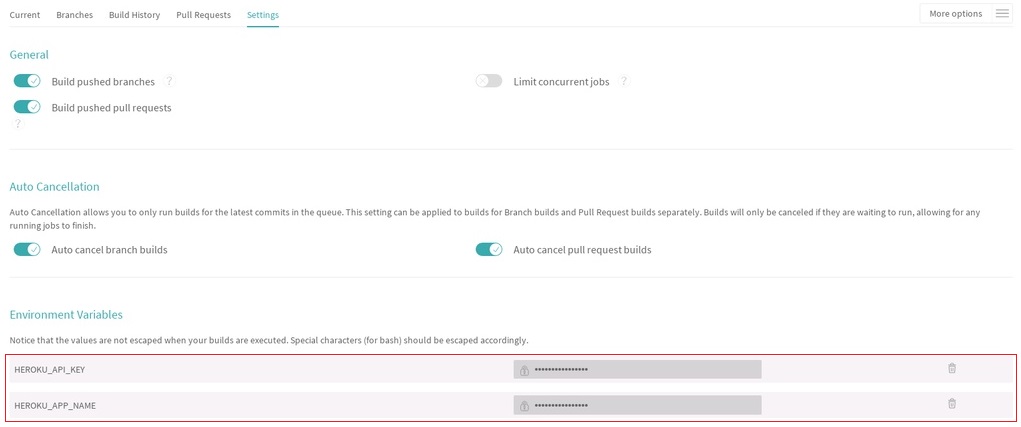 Current Branches Build History Pull Requests Settings More options
General
Build pushed branches ? Limit concurrent jobs ?
Build pushed pull requests
?
Auto Cancellation
Auto Cancellation allows you to only run builds for the latest commits in the queue. This setting can be applied to builds for Branch builds and Pull Request builds separately. Builds will only be canceled if they are waiting to run, allowing for any
running jobs to finish.
Auto cancel branch builds Auto cancel pull request builds
Environment Variables
Notice that the values are not escaped when your builds are executed. Special characters (for bash) should be escaped accordingly.
HEROKU_API_KEY ••••••••••••••••
HEROKU_APP_NAME ••••••••••••••••